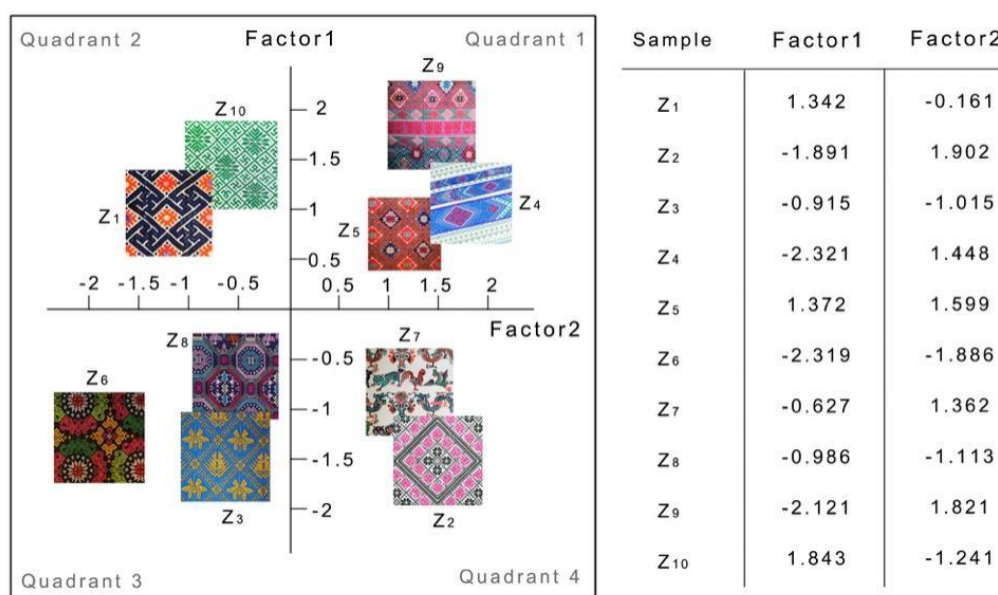 Quadrant 2
Factor1
Quadrant 1
Z9
Z10
2
1.5
Z1
1
Z5
Z4
0.5
-2 -1.5 -1 -0.5 0.5 1 1.5 2
Factor2
Z8
Z7
-0.5
Z6
-1
-1.5
Z3
-2
Z2
Quadrant 3
Quadrant 4
Sample Factor1 Factor2
Z1 1.342 -0.161
Z2 -1.891 1.902
Z3 -0.915 -1.015
Z4 -2.321 1.448
Z5 1.372 1.599
Z6 -2.319 -1.886
Z7 -0.627 1.362
Z8 -0.986 -1.113
Z9 -2.121 1.821
Z10 1.843 -1.241